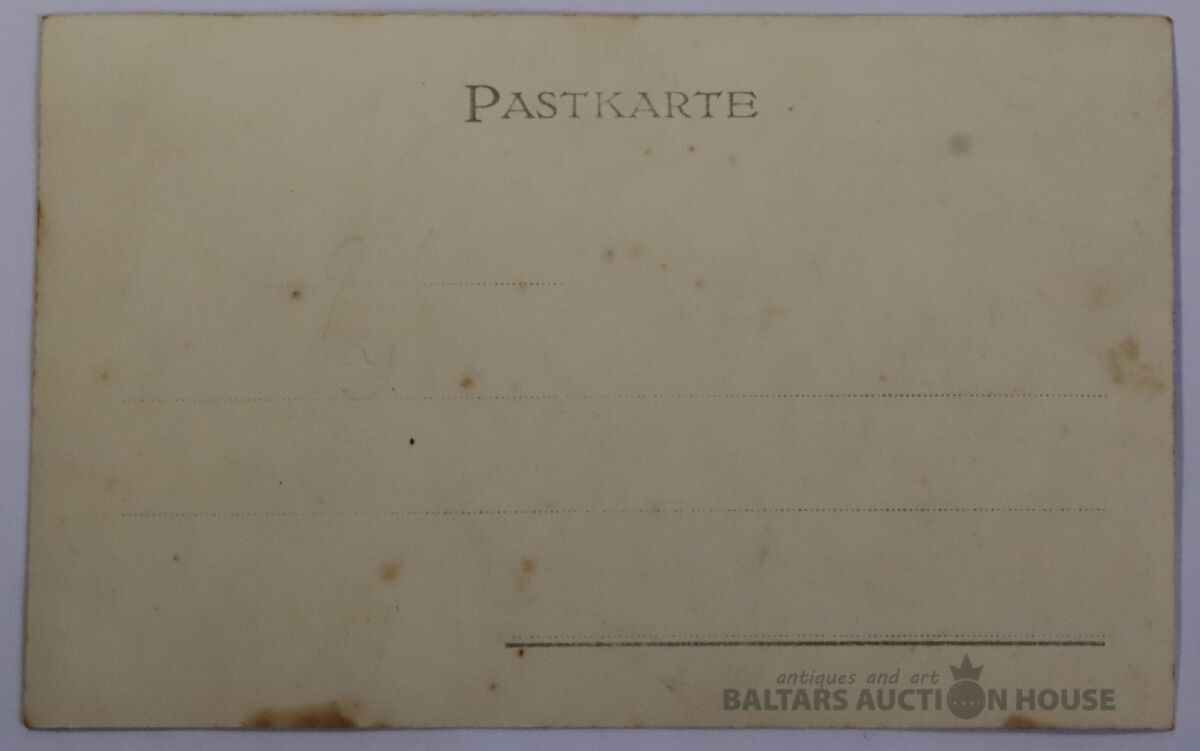 PASTKARTE
antiques and art
BALTARS AUCTION HOUSE